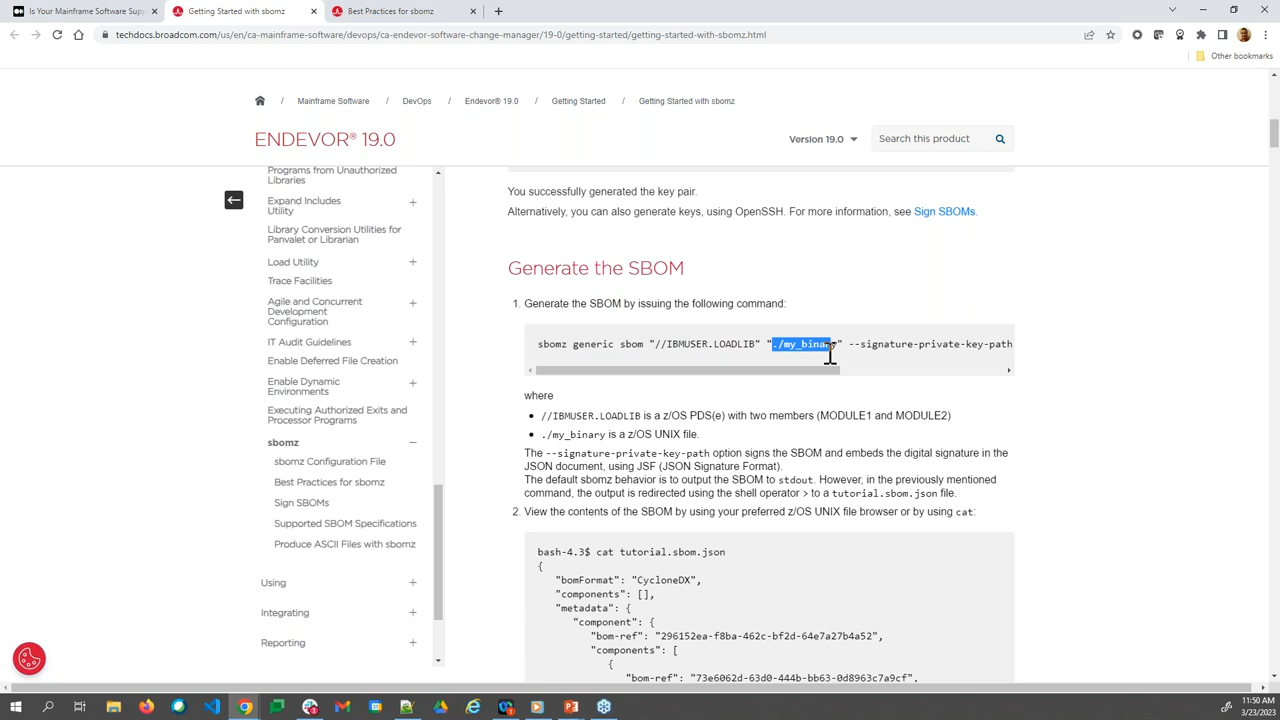 Is Your Mainframe Software Supp
Getting Started with sbomz
Best Practices for sbomz
techdocs.broadcom.com/us/en/ca-mainframe-software/devops/ca-endevor-software-change-manager/19-0/getting-started/getting-started-with-sbomz.html
Other bookmarks
/ Mainframe Software / DevOps / Endevor® 19.0 / Getting Started / Getting Started with sbomz
ENDEVOR® 19.0
Version 19.0
Search this product
Programs from Unauthorized
Libraries
Expand Includes
Utility
Library Conversion Utilities for
Panvalet or Librarian
Load Utility
Trace Facilities
Agile and Concurrent
Development
Configuration
IT Audit Guidelines
Enable Deferred File Creation
Enable Dynamic
Environments
Executing Authorized Exits and
Processor Programs
sbomz
sbomz Configuration File
Best Practices for sbomz
Sign SBOMs
Supported SBOM Specifications
Produce ASCII Files with sbomz
Using
Integrating
Reporting
You successfully generated the key pair.
Alternatively, you can also generate keys, using OpenSSH. For more information, see Sign SBOMs.
Generate the SBOM
1. Generate the SBOM by issuing the following command:
sbomz generic sbom "//IBMUSER.LOADLIB" "./my_binary" --signature-private-key-path
where
• //IBMUSER.LOADLIB is a z/OS PDS(e) with two members (MODULE1 and MODULE2)
• ./my_binary is a z/OS UNIX file.
The --signature-private-key-path option signs the SBOM and embeds the digital signature in the
JSON document, using JSF (JSON Signature Format).
The default sbomz behavior is to output the SBOM to stdout. However, in the previously mentioned
command, the output is redirected using the shell operator > to a tutorial.sbom.json file.
2. View the contents of the SBOM by using your preferred z/OS UNIX file browser or by using cat:
bash-4.3$ cat tutorial.sbom.json
{
"bomFormat": "CycloneDX",
"components": [],
"metadata": {
"component": {
"bom-ref": "296152ea-f8ba-462c-bf2d-64e7a27b4a52",
"components": [
{
"bom-ref": "73e6062d-63d0-444b-bb63-0d8963c7a9cf",
11:50 AM
3/23/2023